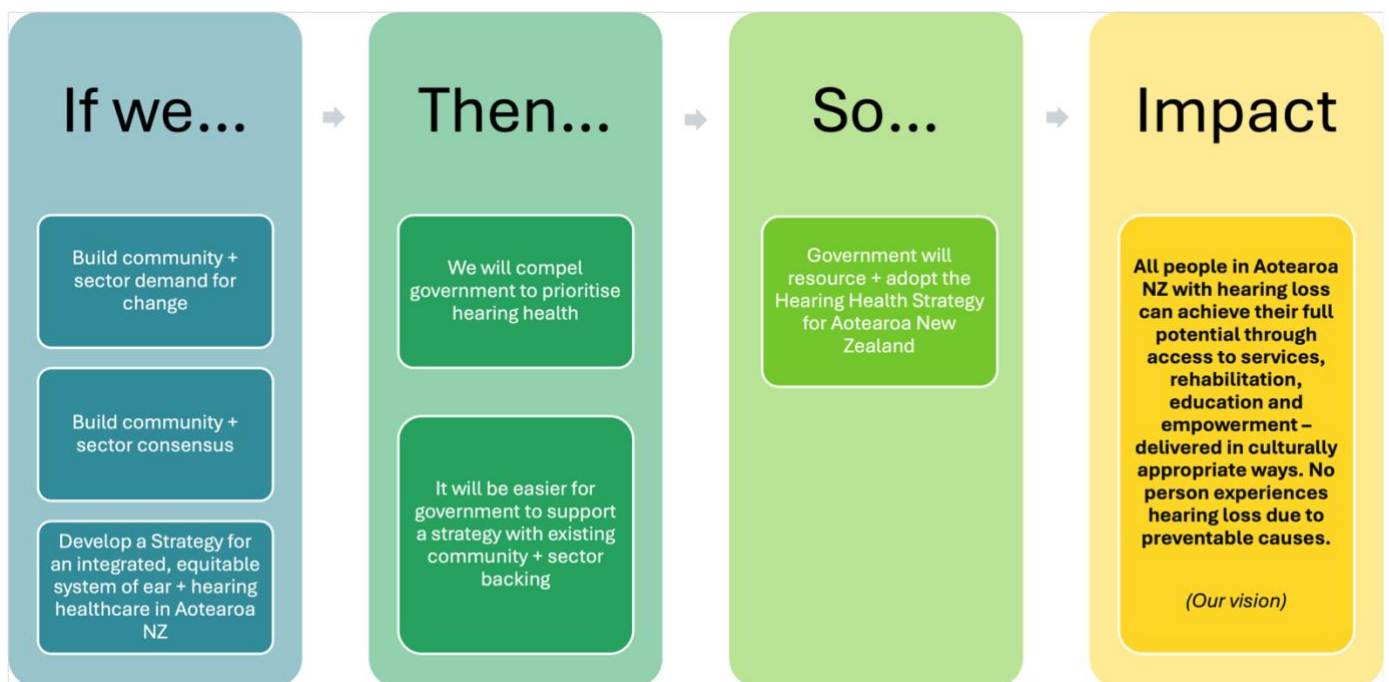 If we...
Build community +
sector demand for
change
Build community +
sector consensus
Develop a Strategy for
an integrated, equitable
system of ear + hearing
healthcare in Aotearoa
NZ
Then...
We will compel
government to prioritise
hearing health
It will be easier for
government to support
a strategy with existing
community + sector
backing
So...
Government will
resource + adopt the
Hearing Health Strategy
for Aotearoa New
Zealand
Impact
All people in Aotearoa
NZ with hearing loss
can achieve their full
potential through
access to services,
rehabilitation,
education and
empowerment –
delivered in culturally
appropriate ways. No
person experiences
hearing loss due to
preventable causes.
(Our vision)